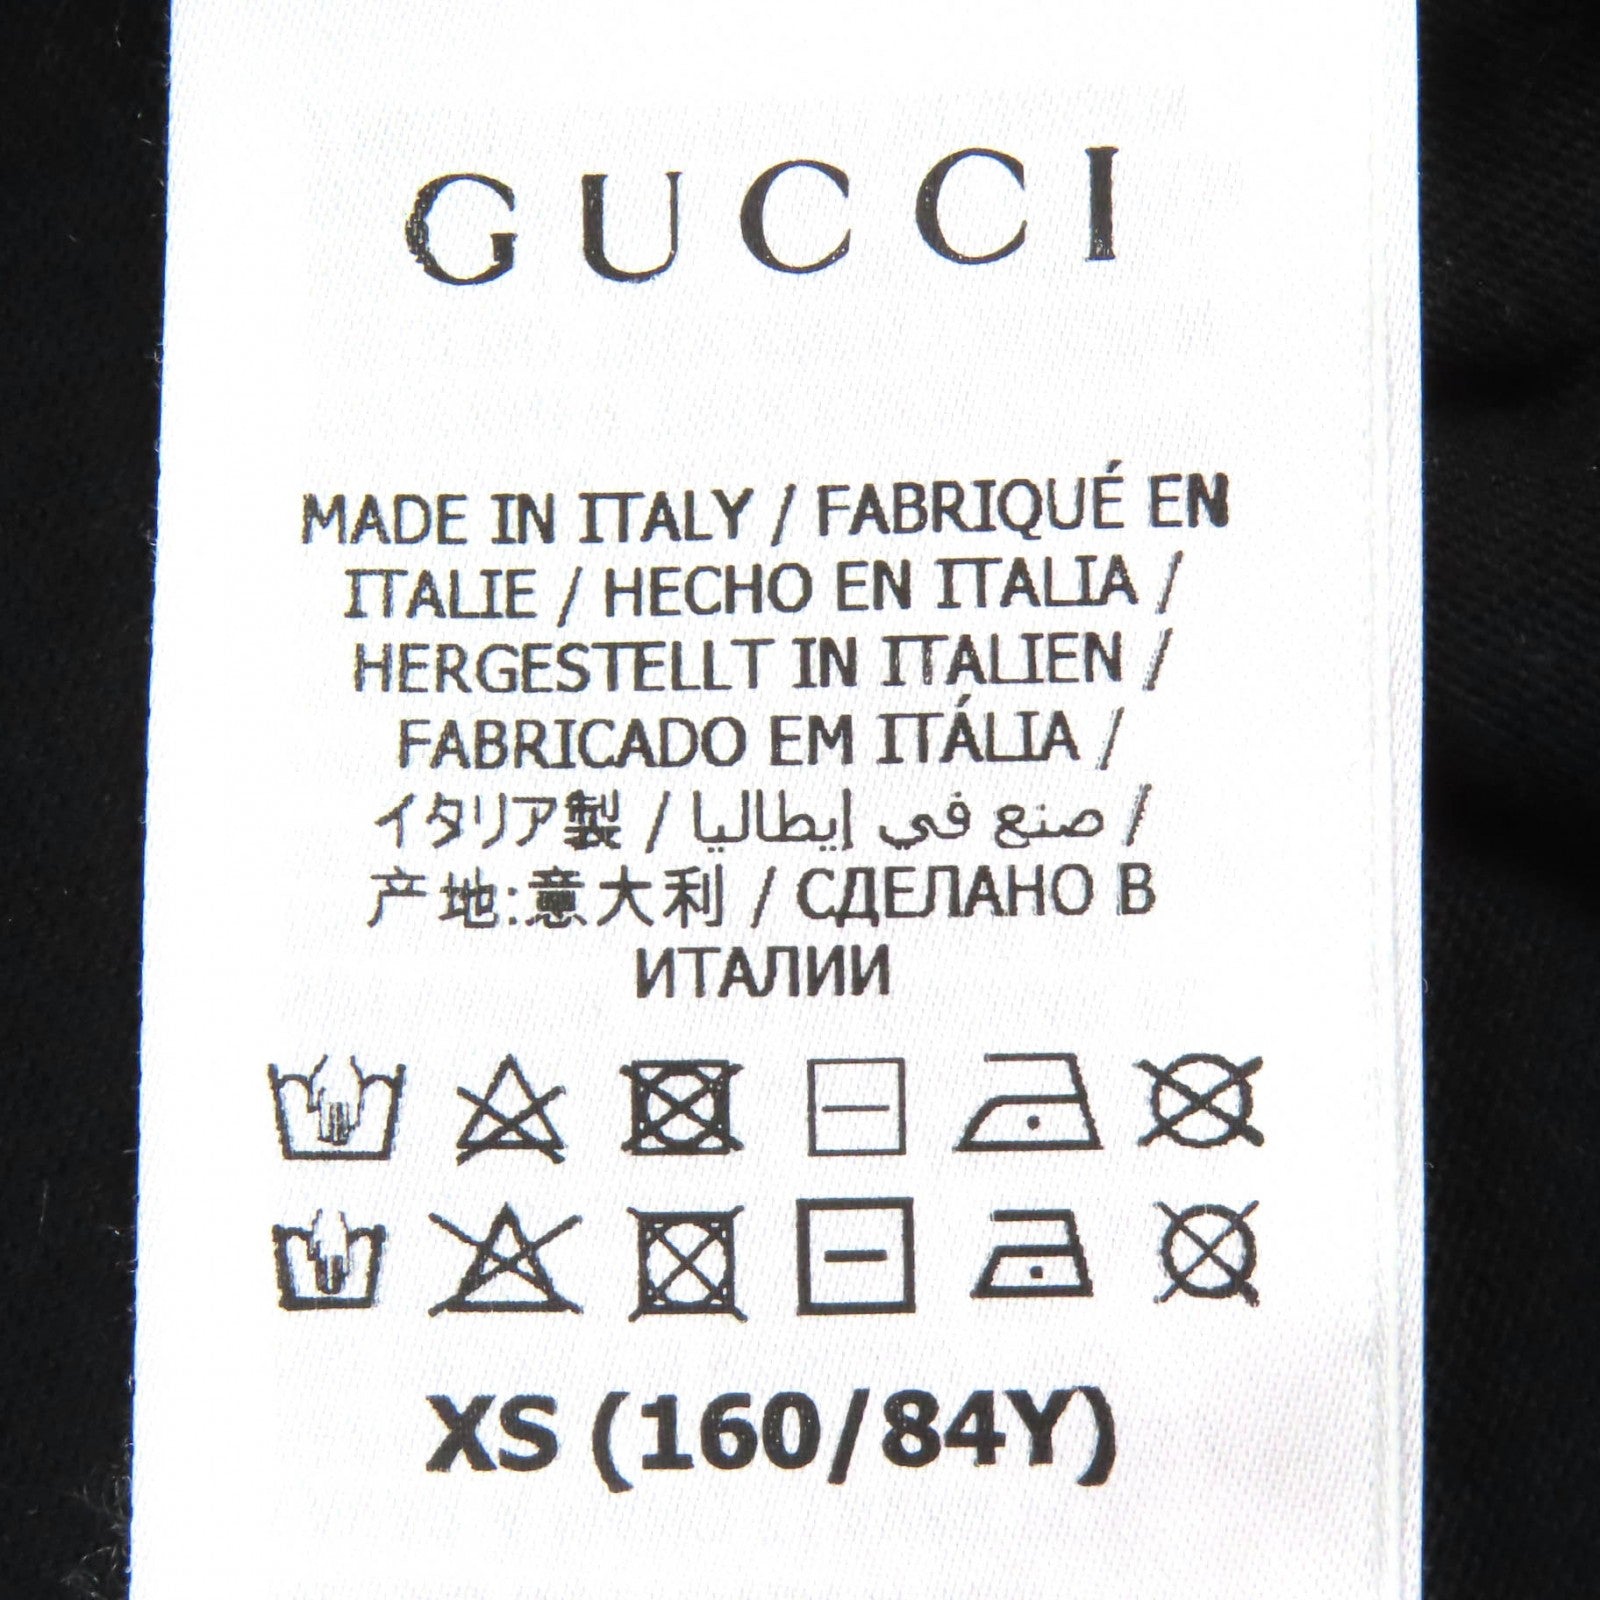 GUCCI
MADE IN ITALY / FABRIQUÉ EN
ITALIE / HECHO EN ITALIA /
HERGESTELLT IN ITALIEN /
FABRICADO EM ITÁLIA /
イタリア製 / صنع في إيطاليا /
产地:意大利 / СДЕЛАНО В
ИТАЛИИ
XS (160/84Y)